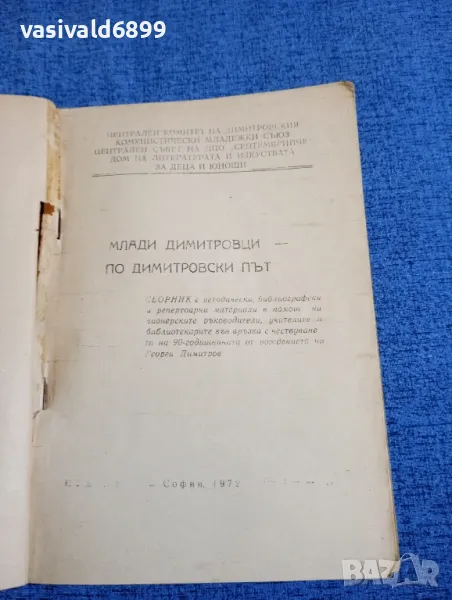 vasivald6899
ЦЕНТРАЛЕН КОМИТЕТ НА ДИМИТРОВСКИЯ
КОМУНИСТИЧЕСКИ МЛАДЕЖКИ СЪЮЗ
ЦЕНТРАЛЕН СЪВЕТ НА ДПО „СЕПТЕМВРИЙЧЕ“
ДОМ НА ЛИТЕРАТУРАТА И ИЗКУСТВАТА
ЗА ДЕЦА И ЮНОШИ
МЛАДИ ДИМИТРОВЦИ —
ПО ДИМИТРОВСКИ ПЪТ
СБОРНИК с методически, библиографски
и репертоарни материали в помощ на
пионерските ръководители, учителите и
библиотекарите във връзка с честването
то на 90-годишнината от рождението на
Георги Димитров
София, 1972
BAZAR